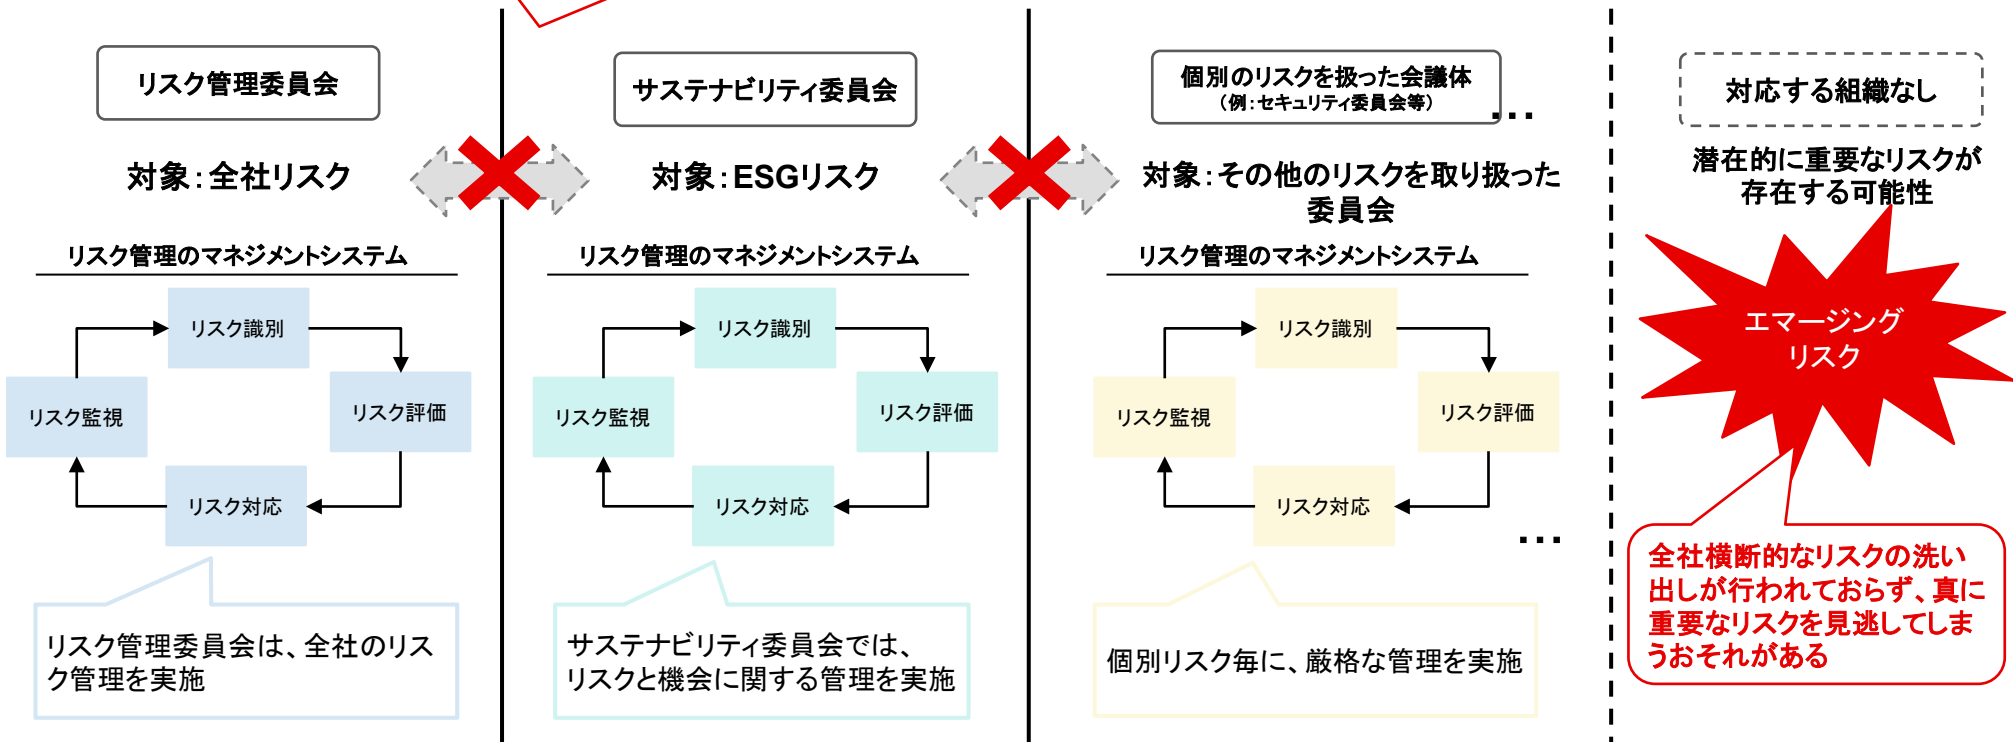 リスク管理委員会
対象：全社リスク
リスク管理のマネジメントシステム
リスク識別
リスク評価
リスク監視
リスク対応
リスク管理委員会は、全社のリス
ク管理を実施
サステナビリティ委員会
対象：ESGリスク
リスク管理のマネジメントシステム
リスク識別
リスク評価
リスク監視
リスク対応
サステナビリティ委員会では、
リスクと機会に関する管理を実施
個別のリスクを扱った会議体
（例：セキュリティ委員会等）
...
対象：その他のリスクを取り扱った
委員会
リスク管理のマネジメントシステム
リスク識別
リスク評価
リスク監視
リスク対応
...
個別リスク毎に、厳格な管理を実施
対応する組織なし
潜在的に重要なリスクが
存在する可能性
エマージング
リスク
全社横断的なリスクの洗い
出しが行われておらず、真に
重要なリスクを見逃してしま
うおそれがある